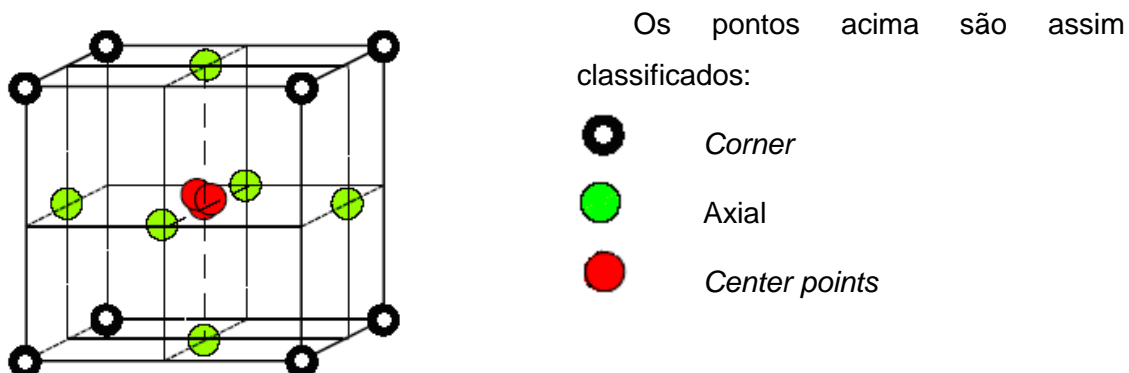 Os pontos acima são assim
classificados:
Corner
Axial
Center points